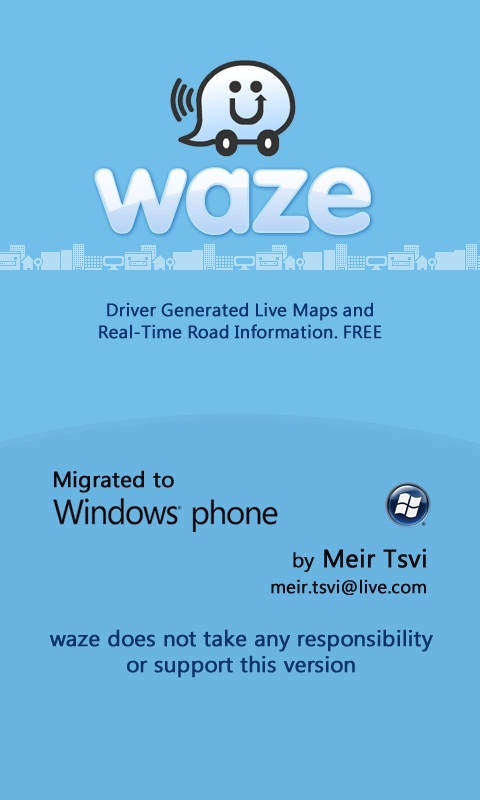 waze
Driver Generated Live Maps and
Real-Time Road Information. FREE
Migrated to
Windows® phone
by Meir Tsvi
meir.tsvi@live.com
waze does not take any responsibility
or support this version